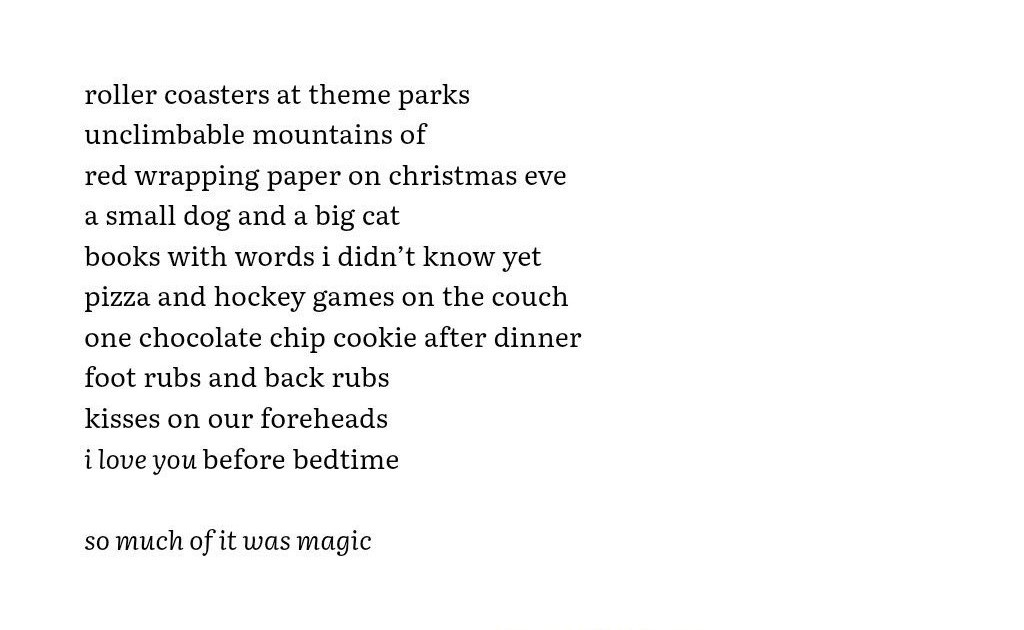 roller coasters at theme parks
unclimbable mountains of
red wrapping paper on christmas eve
a small dog and a big cat
books with words i didn’t know yet
pizza and hockey games on the couch
one chocolate chip cookie after dinner
foot rubs and back rubs
kisses on our foreheads
i love you before bedtime
so much of it was magic